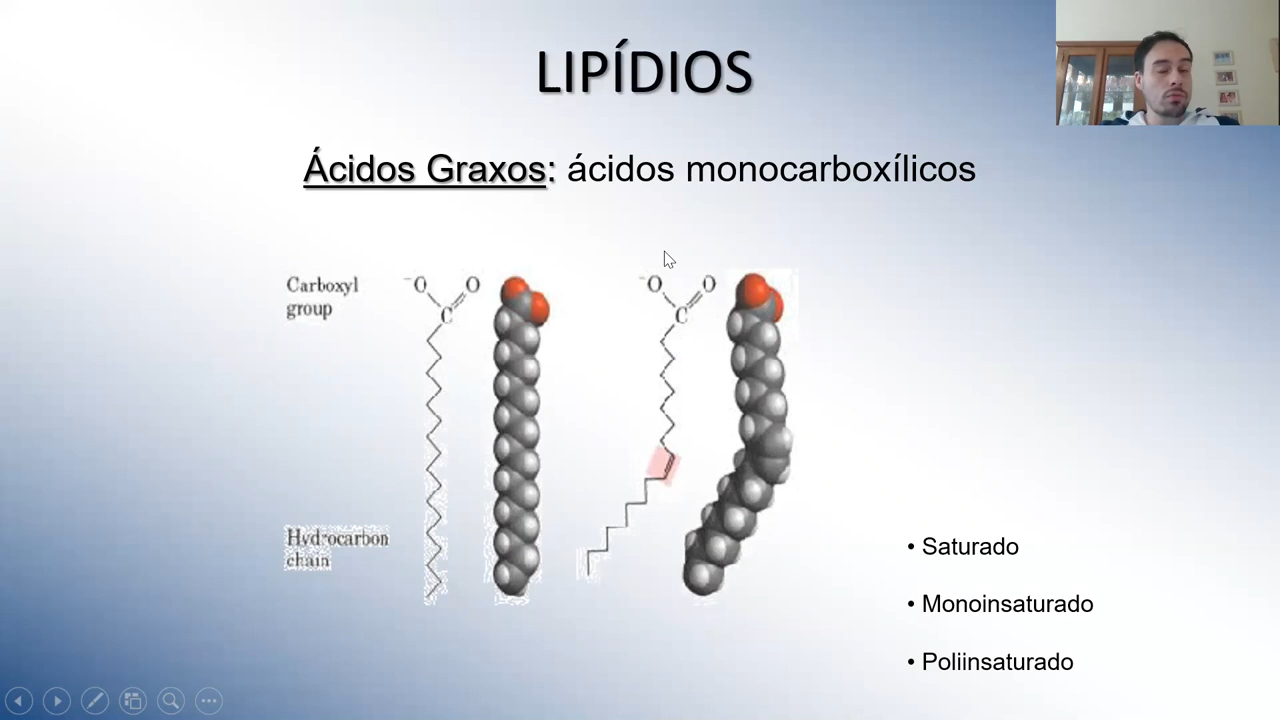 LIPÍDIOS
Ácidos Graxos: ácidos monocarboxílicos
Carboxyl
group
⁻O
O
C
⁻O
O
C
Hydrocarbon
chain
• Saturado
• Monoinsaturado
• Poliinsaturado